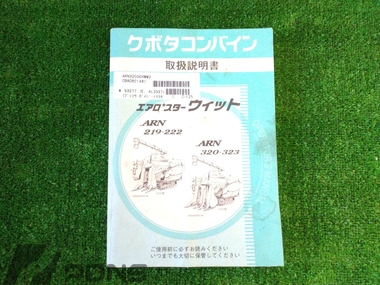 クボタコンバイン
取扱説明書
エアロスターウィット
ARN
219·222
ARN
320·323
ご使用前に必ずお読みください
いつまでも大切に保管してください